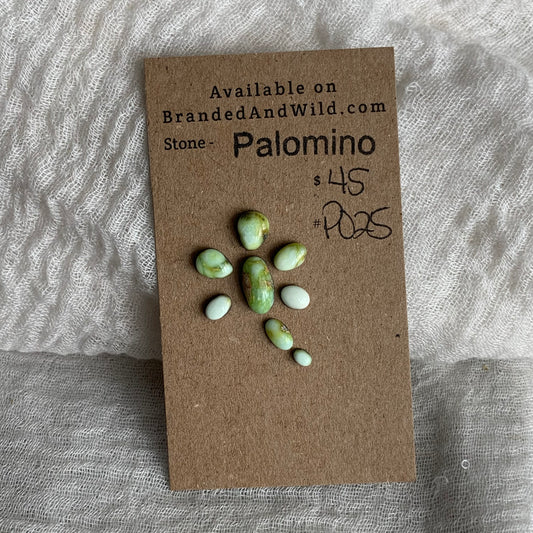 Available on
BrandedAndWild.com
Stone - Palomino
$ 45
# P025